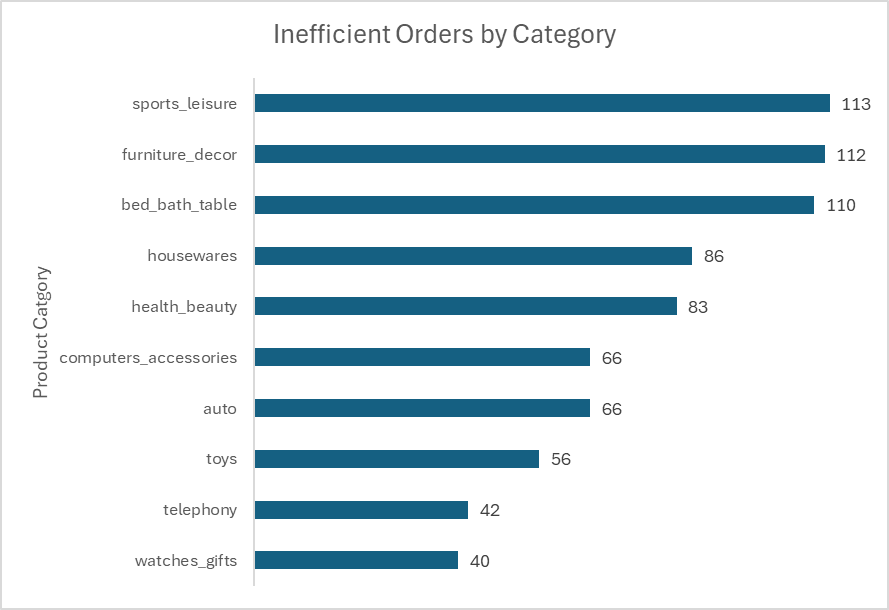 Inefficient Orders by Category
Product Catgory
sports_leisure 113
furniture_decor 112
bed_bath_table 110
housewares 86
health_beauty 83
computers_accessories 66
auto 66
toys 56
telephony 42
watches_gifts 40